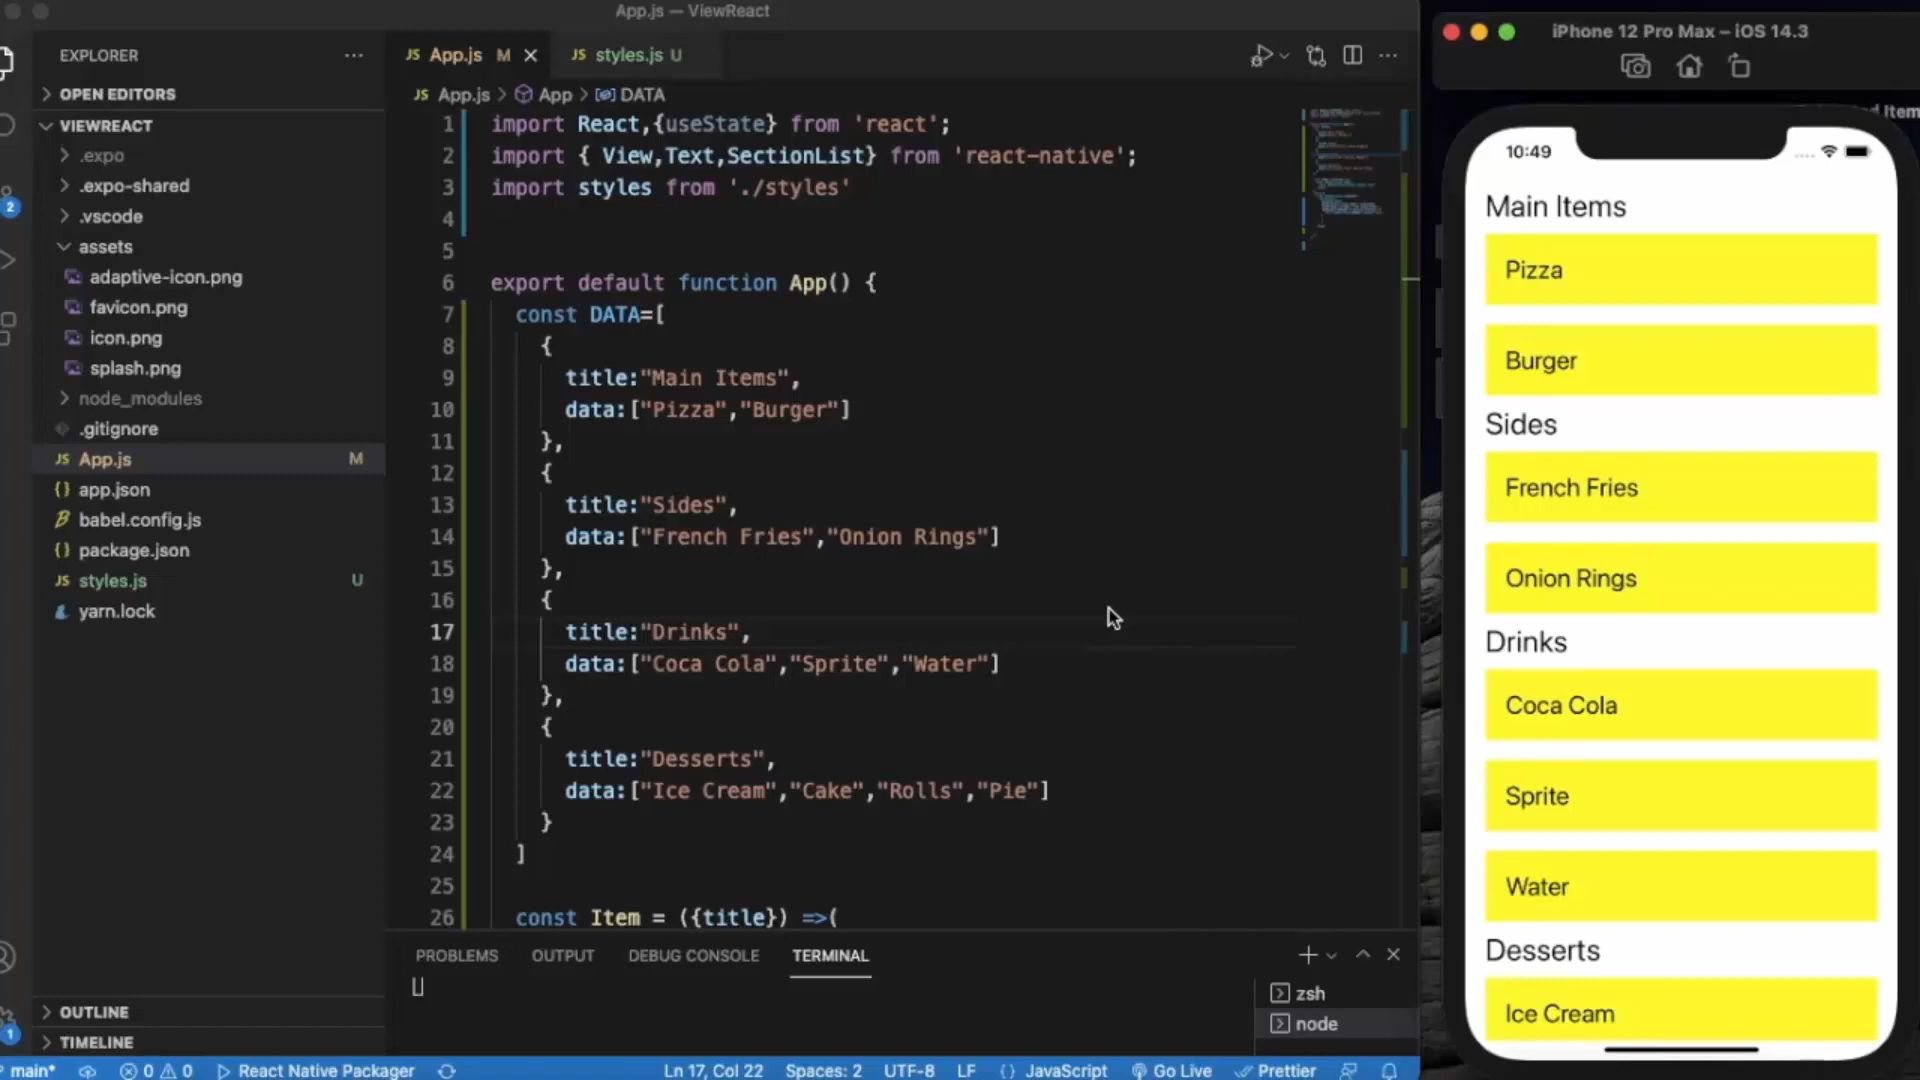 App.js — ViewReact
EXPLORER
OPEN EDITORS
VIEWREACT
.expo
.expo-shared
.vscode
assets
adaptive-icon.png
favicon.png
icon.png
splash.png
node_modules
.gitignore
JS App.js M
{} app.json
babel.config.js
{} package.json
JS styles.js U
yarn.lock
OUTLINE
TIMELINE
2
1
JS App.js M
JS styles.js U
JS App.js > App > DATA
1 import React,{useState} from 'react';
2 import { View,Text,SectionList} from 'react-native';
3 import styles from './styles'
4
5
6 export default function App() {
7 const DATA=[
8 {
9 title:"Main Items",
10 data:["Pizza","Burger"]
11 },
12 {
13 title:"Sides",
14 data:["French Fries","Onion Rings"]
15 },
16 {
17 title:"Drinks",
18 data:["Coca Cola","Sprite","Water"]
19 },
20 {
21 title:"Desserts",
22 data:["Ice Cream","Cake","Rolls","Pie"]
23 }
24 ]
25
26 const Item = ({title}) =>(
PROBLEMS OUTPUT DEBUG CONSOLE TERMINAL
zsh
node
main* 0 0 React Native Packager Ln 17, Col 22 Spaces: 2 UTF-8 LF {} JavaScript Go Live Prettier
iPhone 12 Pro Max – iOS 14.3
10:49
Main Items
Pizza
Burger
Sides
French Fries
Onion Rings
Drinks
Coca Cola
Sprite
Water
Desserts
Ice Cream